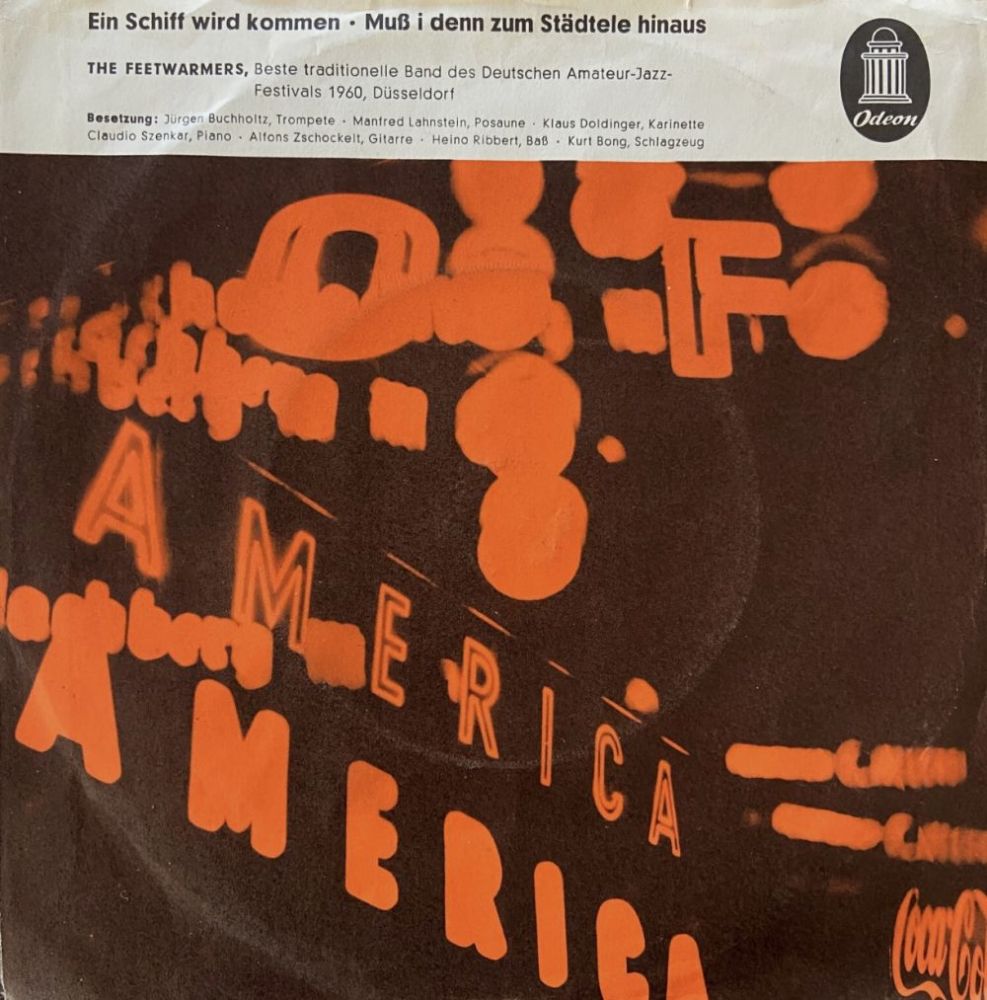 Ein Schiff wird kommen · Muß i denn zum Städtele hinaus
THE FEETWARMERS, Beste traditionelle Band des Deutschen Amateur-Jazz-
Festivals 1960, Düsseldorf
Besetzung: Jürgen Buchholtz, Trompete · Manfred Lahnstein, Posaune · Klaus Doldinger, Karinette
Claudio Szenkar, Piano · Alfons Zschockelt, Gitarre · Heino Ribbert, Baß · Kurt Bong, Schlagzeug
Odeon
O F
AMERICA
AMERICA
Coca Co